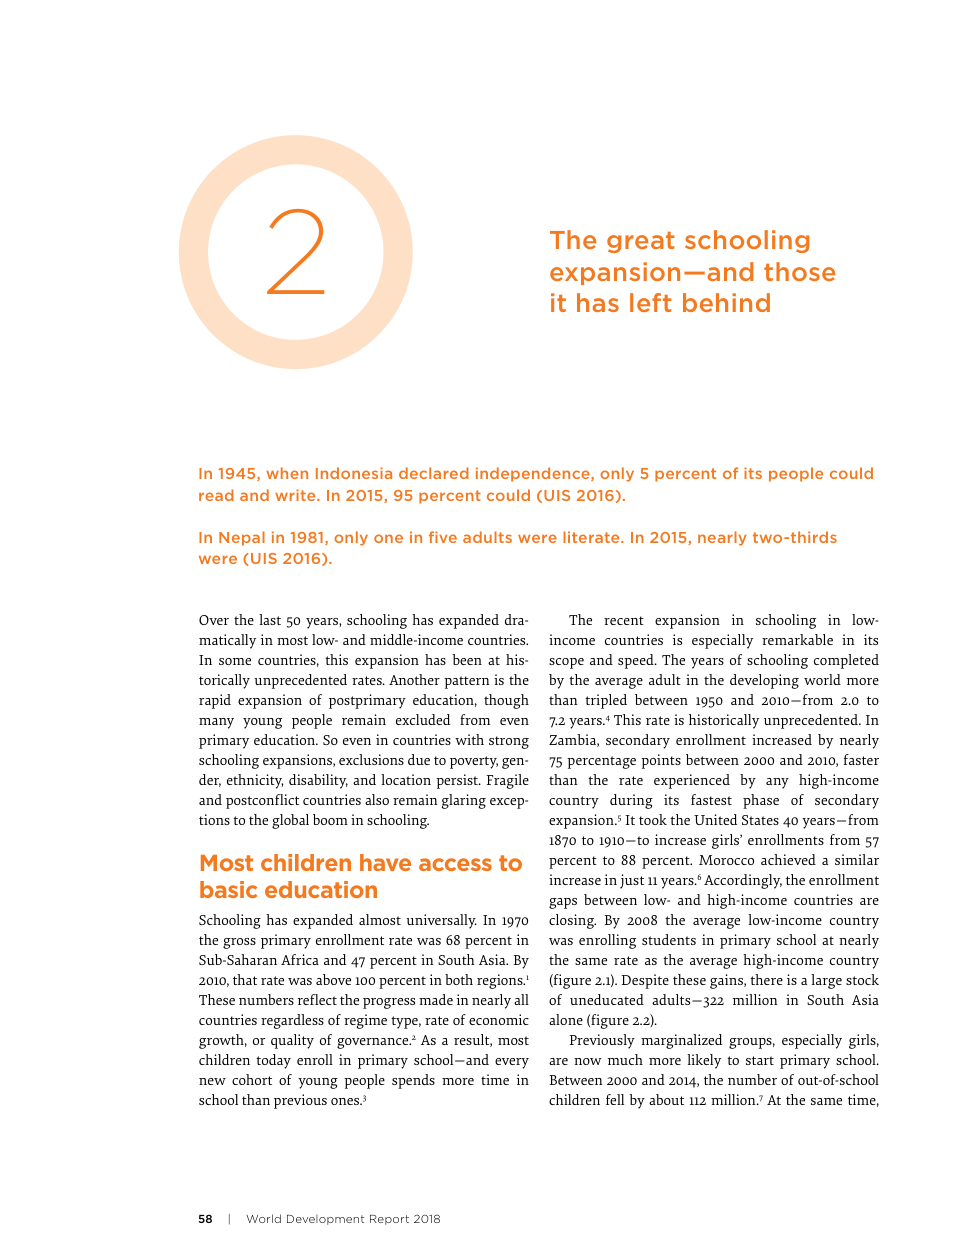 2
The great schooling
expansion—and those
it has left behind
In 1945, when Indonesia declared independence, only 5 percent of its people could
read and write. In 2015, 95 percent could (UIS 2016).
In Nepal in 1981, only one in five adults were literate. In 2015, nearly two-thirds
were (UIS 2016).
Over the last 50 years, schooling has expanded dra-
matically in most low- and middle-income countries.
In some countries, this expansion has been at his-
torically unprecedented rates. Another pattern is the
rapid expansion of postprimary education, though
many young people remain excluded from even
primary education. So even in countries with strong
schooling expansions, exclusions due to poverty, gen-
der, ethnicity, disability, and location persist. Fragile
and postconflict countries also remain glaring excep-
tions to the global boom in schooling.
Most children have access to
basic education
Schooling has expanded almost universally. In 1970
the gross primary enrollment rate was 68 percent in
Sub-Saharan Africa and 47 percent in South Asia. By
2010, that rate was above 100 percent in both regions.¹
These numbers reflect the progress made in nearly all
countries regardless of regime type, rate of economic
growth, or quality of governance.² As a result, most
children today enroll in primary school—and every
new cohort of young people spends more time in
school than previous ones.³
The recent expansion in schooling in low-
income countries is especially remarkable in its
scope and speed. The years of schooling completed
by the average adult in the developing world more
than tripled between 1950 and 2010—from 2.0 to
7.2 years.⁴ This rate is historically unprecedented. In
Zambia, secondary enrollment increased by nearly
75 percentage points between 2000 and 2010, faster
than the rate experienced by any high-income
country during its fastest phase of secondary
expansion.⁵ It took the United States 40 years—from
1870 to 1910—to increase girls’ enrollments from 57
percent to 88 percent. Morocco achieved a similar
increase in just 11 years.⁶ Accordingly, the enrollment
gaps between low- and high-income countries are
closing. By 2008 the average low-income country
was enrolling students in primary school at nearly
the same rate as the average high-income country
(figure 2.1). Despite these gains, there is a large stock
of uneducated adults—322 million in South Asia
alone (figure 2.2).
Previously marginalized groups, especially girls,
are now much more likely to start primary school.
Between 2000 and 2014, the number of out-of-school
children fell by about 112 million.⁷ At the same time,
58 | World Development Report 2018